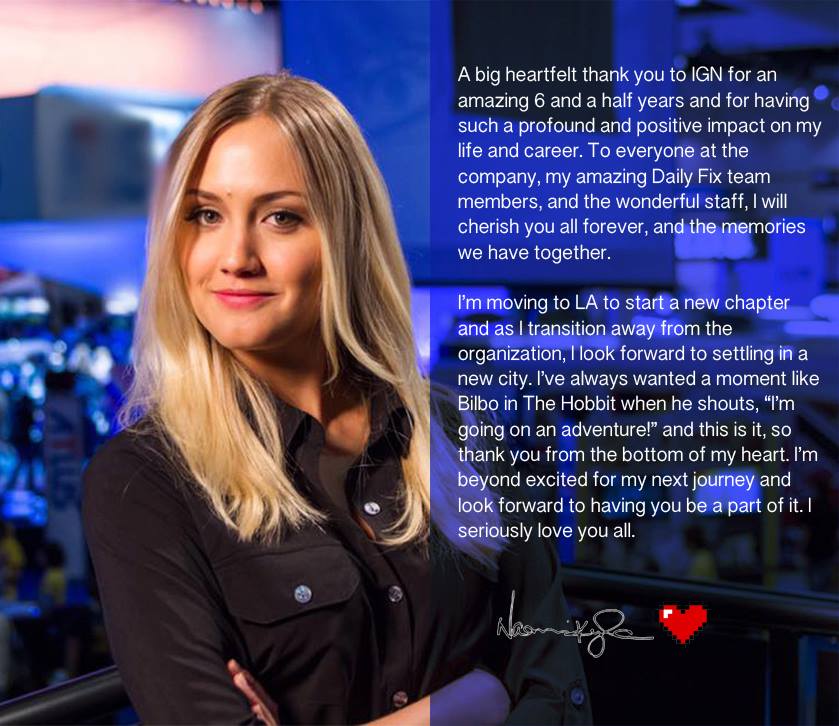 A big heartfelt thank you to IGN for an
amazing 6 and a half years and for having
such a profound and positive impact on my
life and career. To everyone at the
company, my amazing Daily Fix team
members, and the wonderful staff, I will
cherish you all forever, and the memories
we have together.
I'm moving to LA to start a new chapter
and as I transition away from the
organization, I look forward to settling in a
new city. I've always wanted a moment like
Bilbo in The Hobbit when he shouts, “I'm
going on an adventure!” and this is it, so
thank you from the bottom of my heart. I'm
beyond excited for my next journey and
look forward to having you be a part of it. I
seriously love you all.